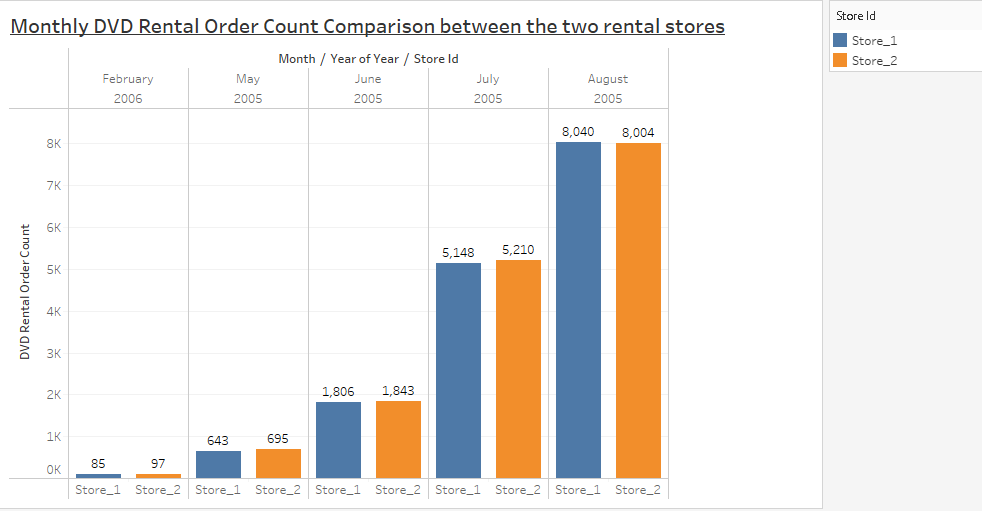 Monthly DVD Rental Order Count Comparison between the two rental stores
Store Id
Store_1
Store_2
Month / Year of Year / Store Id
February May June July August
2006 2005 2005 2005 2005
DVD Rental Order Count
8K
7K
6K
5K
4K
3K
2K
1K
0K
85 97 643 695 1,806 1,843 5,148 5,210 8,040 8,004
Store_1 Store_2 Store_1 Store_2 Store_1 Store_2 Store_1 Store_2 Store_1 Store_2